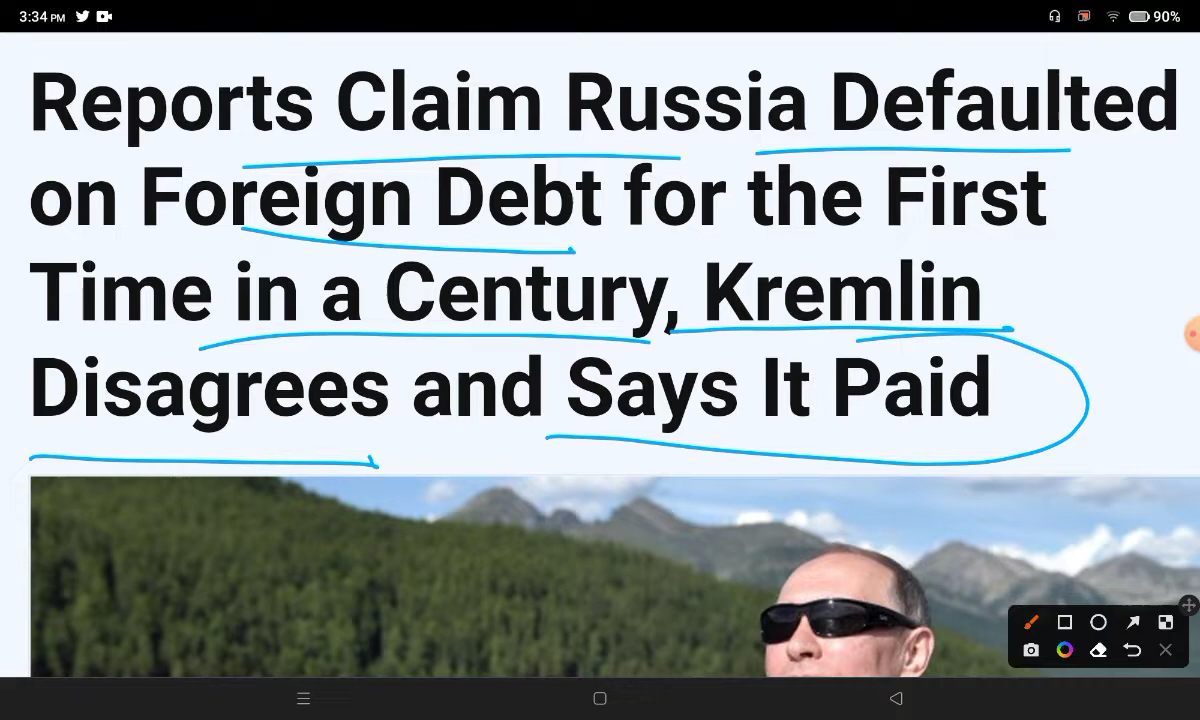 3:34 PM
90%
Reports Claim Russia Defaulted
on Foreign Debt for the First
Time in a Century, Kremlin
Disagrees and Says It Paid